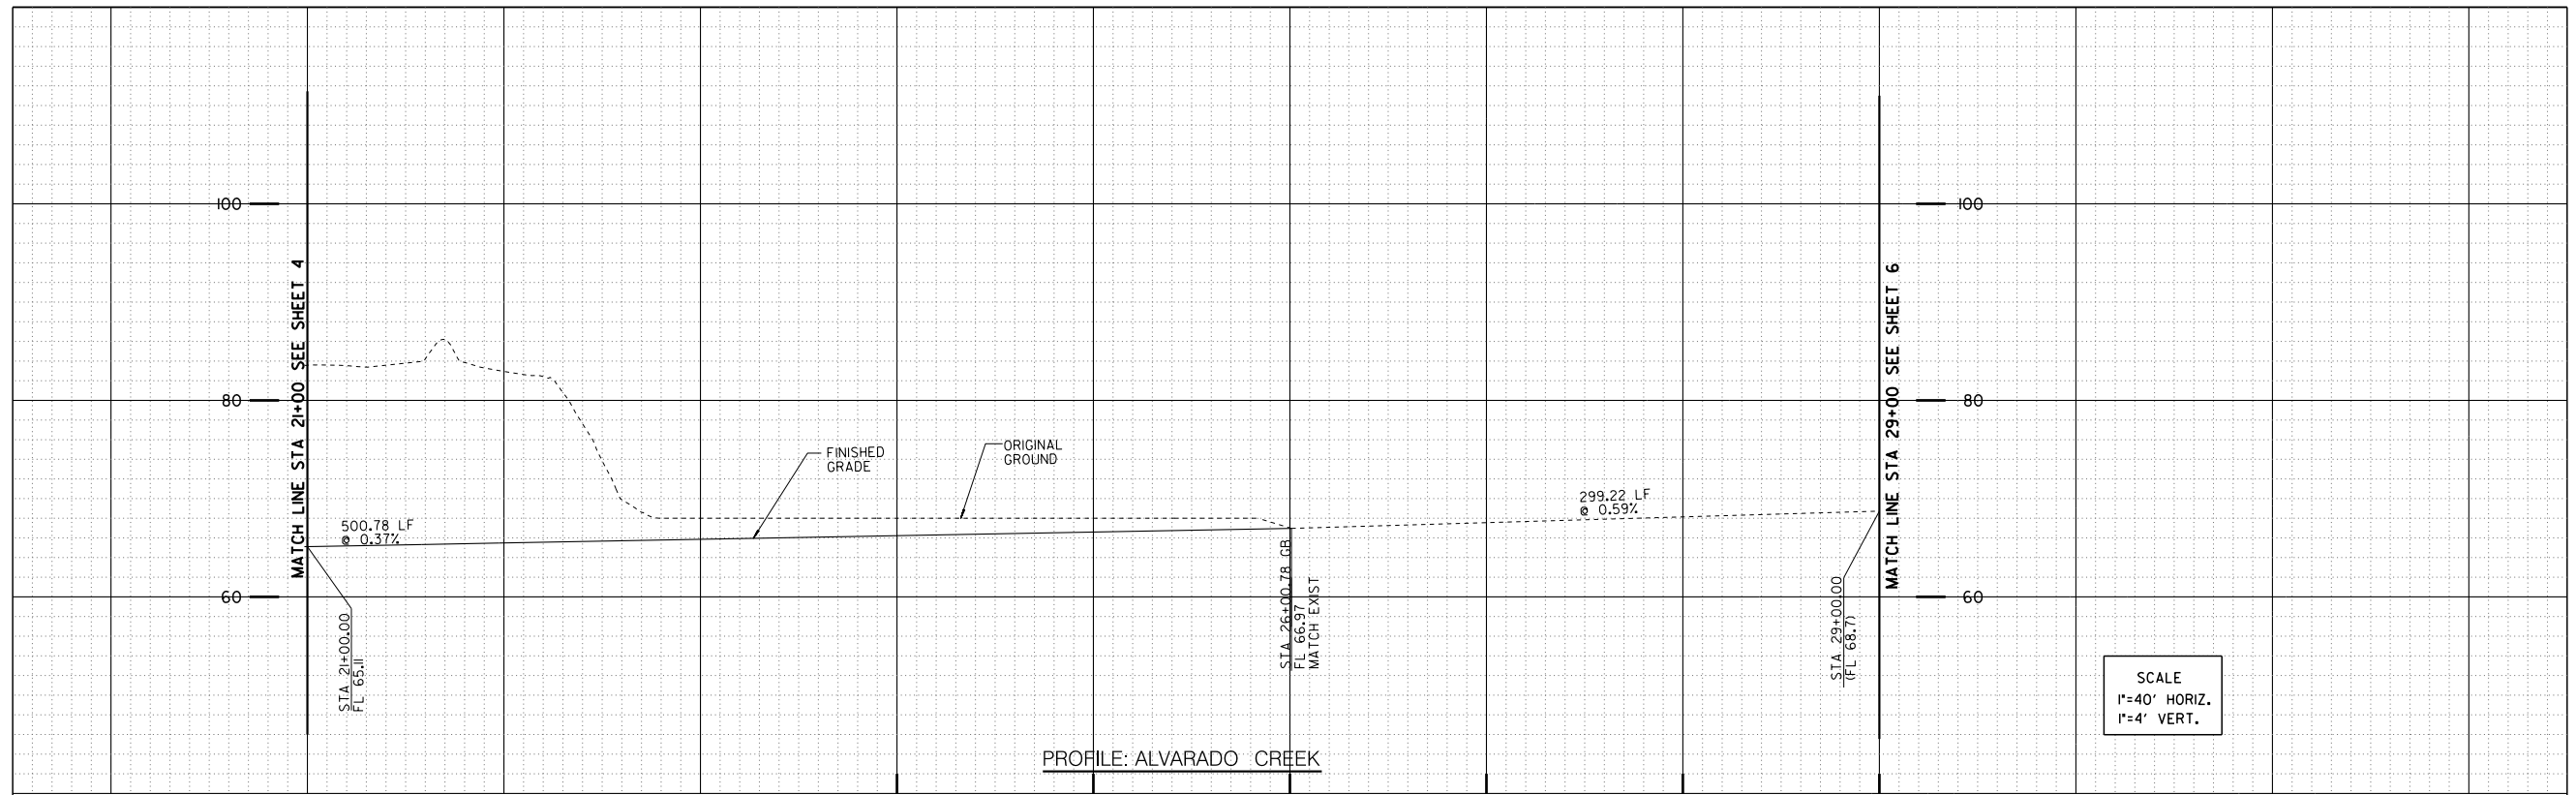 100
100
MATCH LINE STA 21+00 SEE SHEET 4
MATCH LINE STA 29+00 SEE SHEET 6
80
80
FINISHED
GRADE
ORIGINAL
GROUND
500.78 LF
@ 0.37%
299.22 LF
@ 0.59%
60
60
STA 21+00.00
FL 65.11
STA 26+00.78 GB
FL 66.97
MATCH EXIST
STA 29+00.00
(FL 68.7)
SCALE
1"=40' HORIZ.
1"=4' VERT.
PROFILE: ALVARADO CREEK